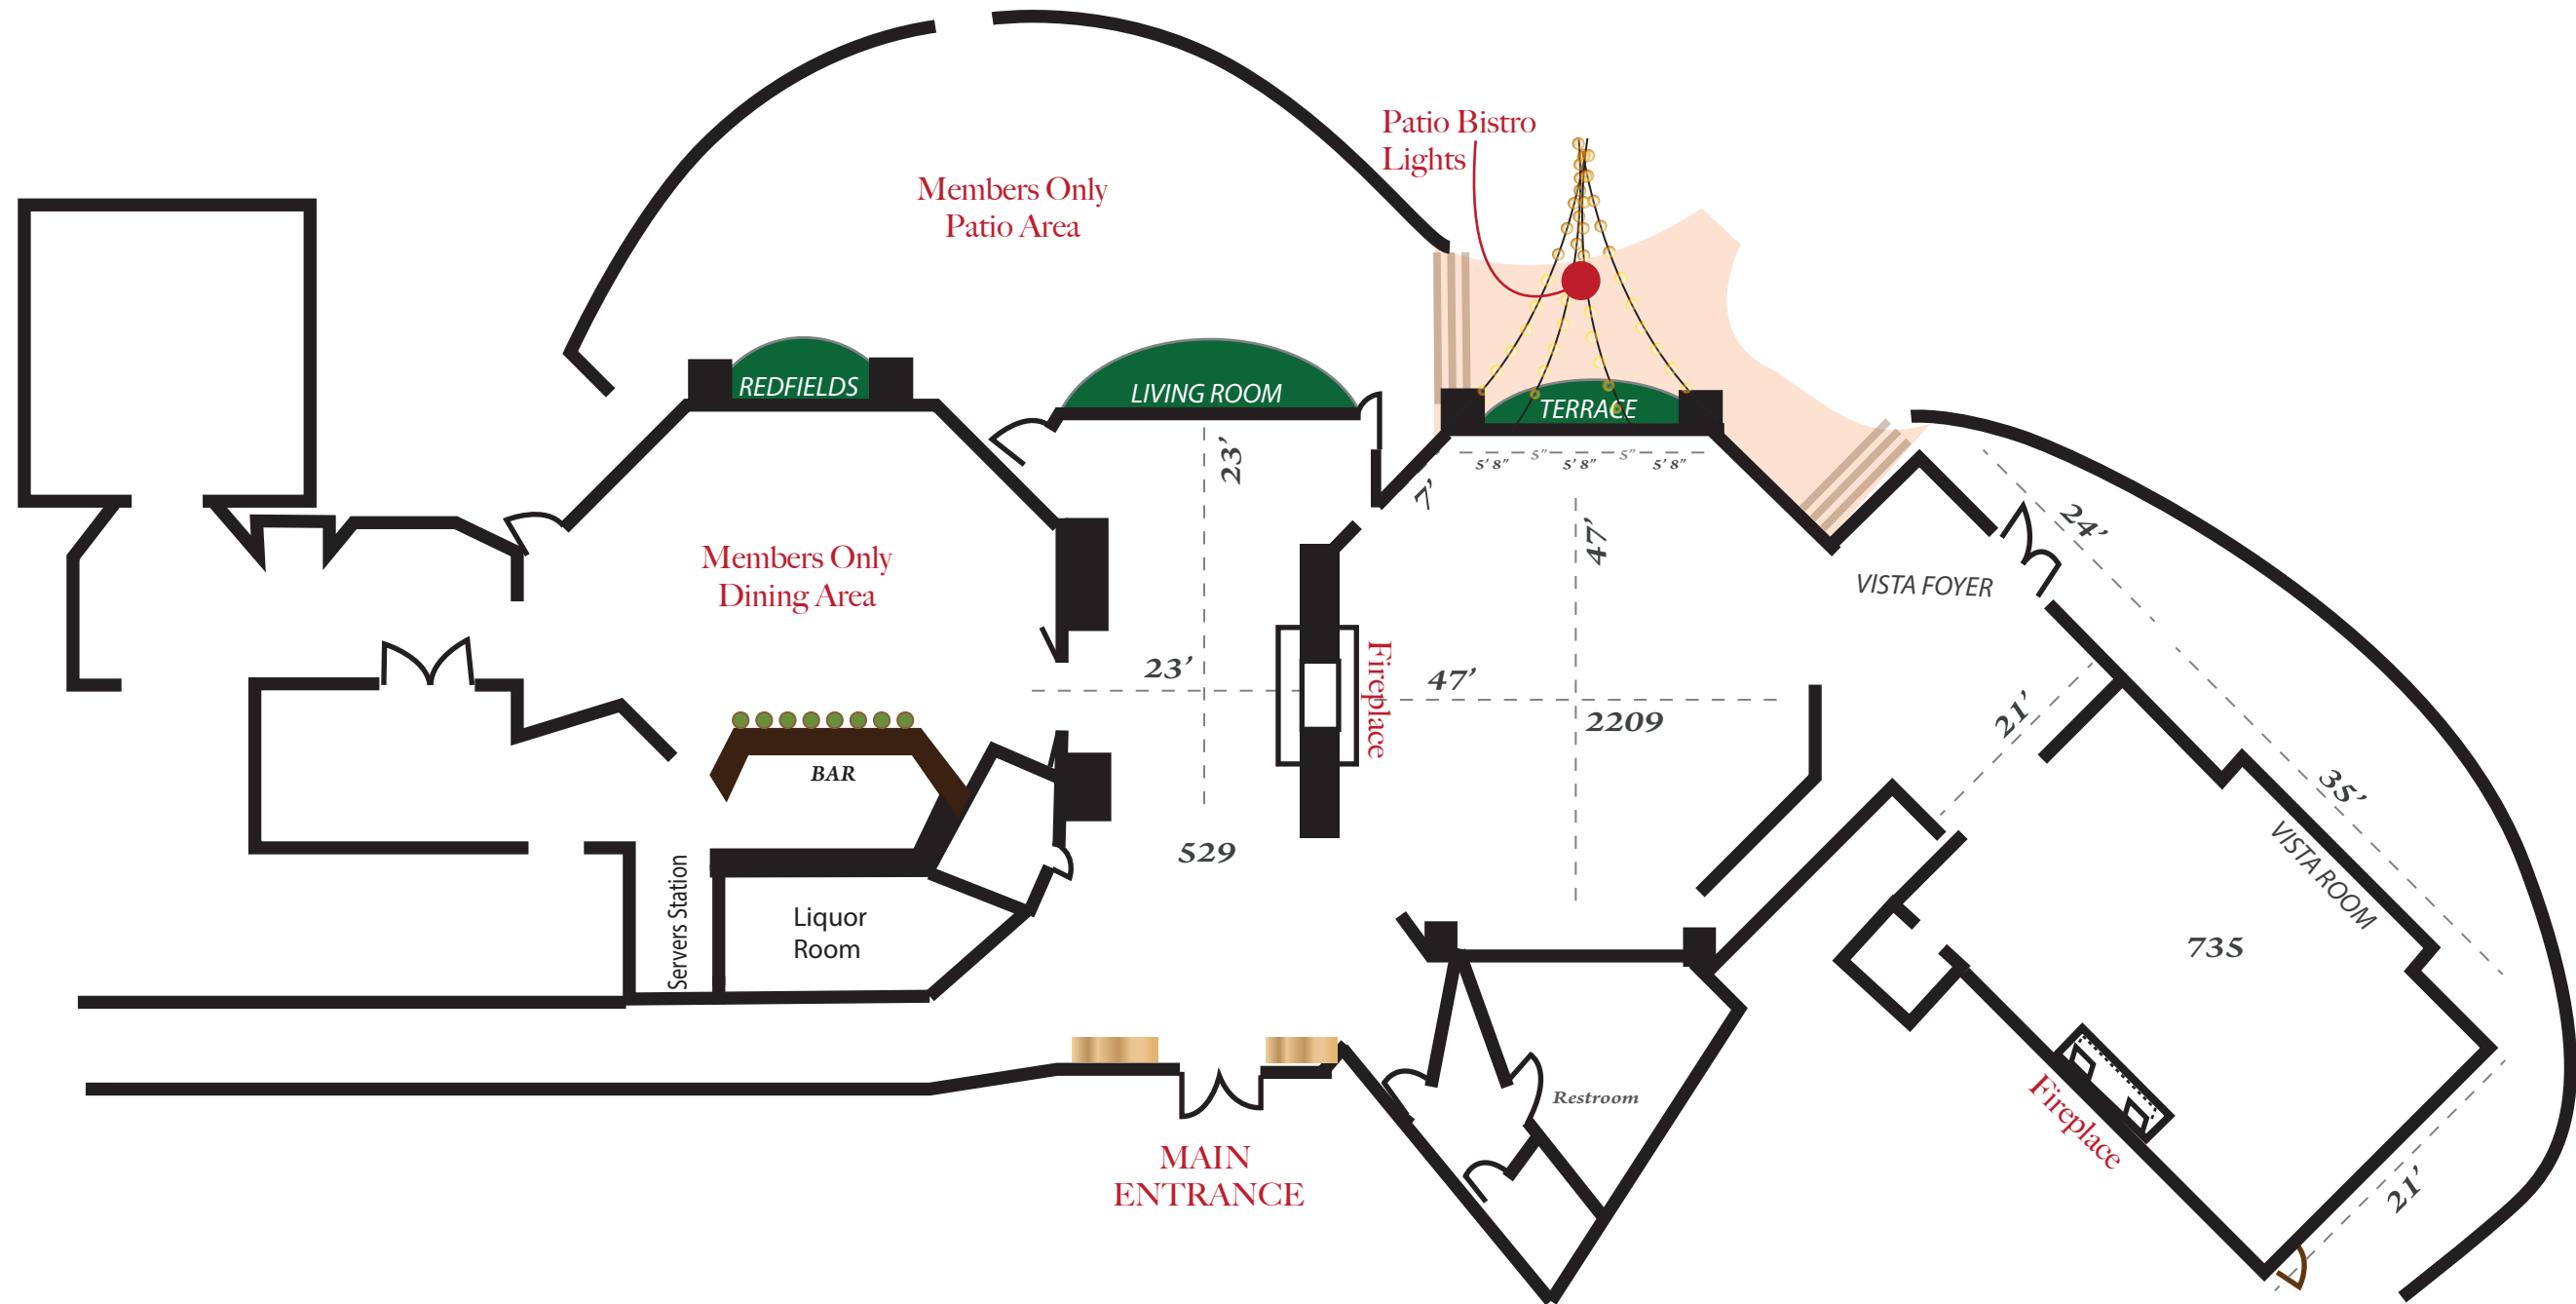 Patio Bistro
Lights
Members Only
Patio Area
REDFIELDS
LIVING ROOM
TERRACE
23’
5’ 8”
5”
5’ 8”
5”
5’ 8”
7’
47’
24’
Members Only
Dining Area
VISTA FOYER
23’
Fireplace
47’
2209
21’
BAR
35’
VISTA ROOM
529
Servers Station
Liquor
Room
735
Restroom
Fireplace
MAIN
ENTRANCE
21’